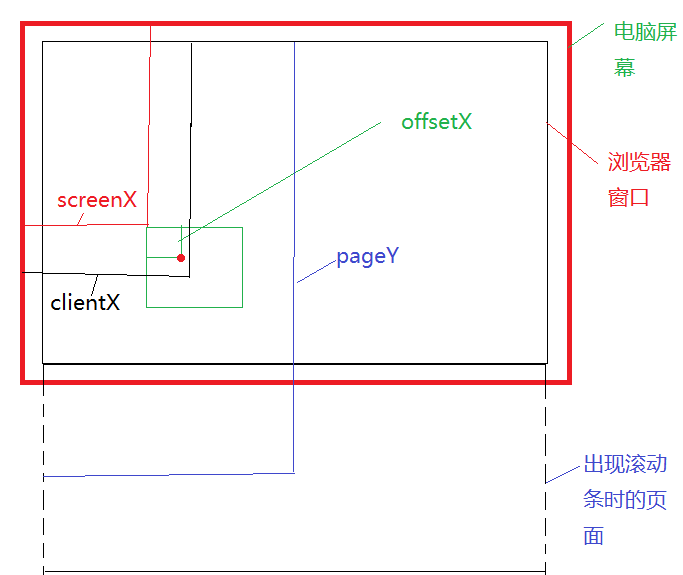 电脑屏
幕
offsetX
浏览器
窗口
screenX
pageY
clientX
出现滚动
条时的页
面